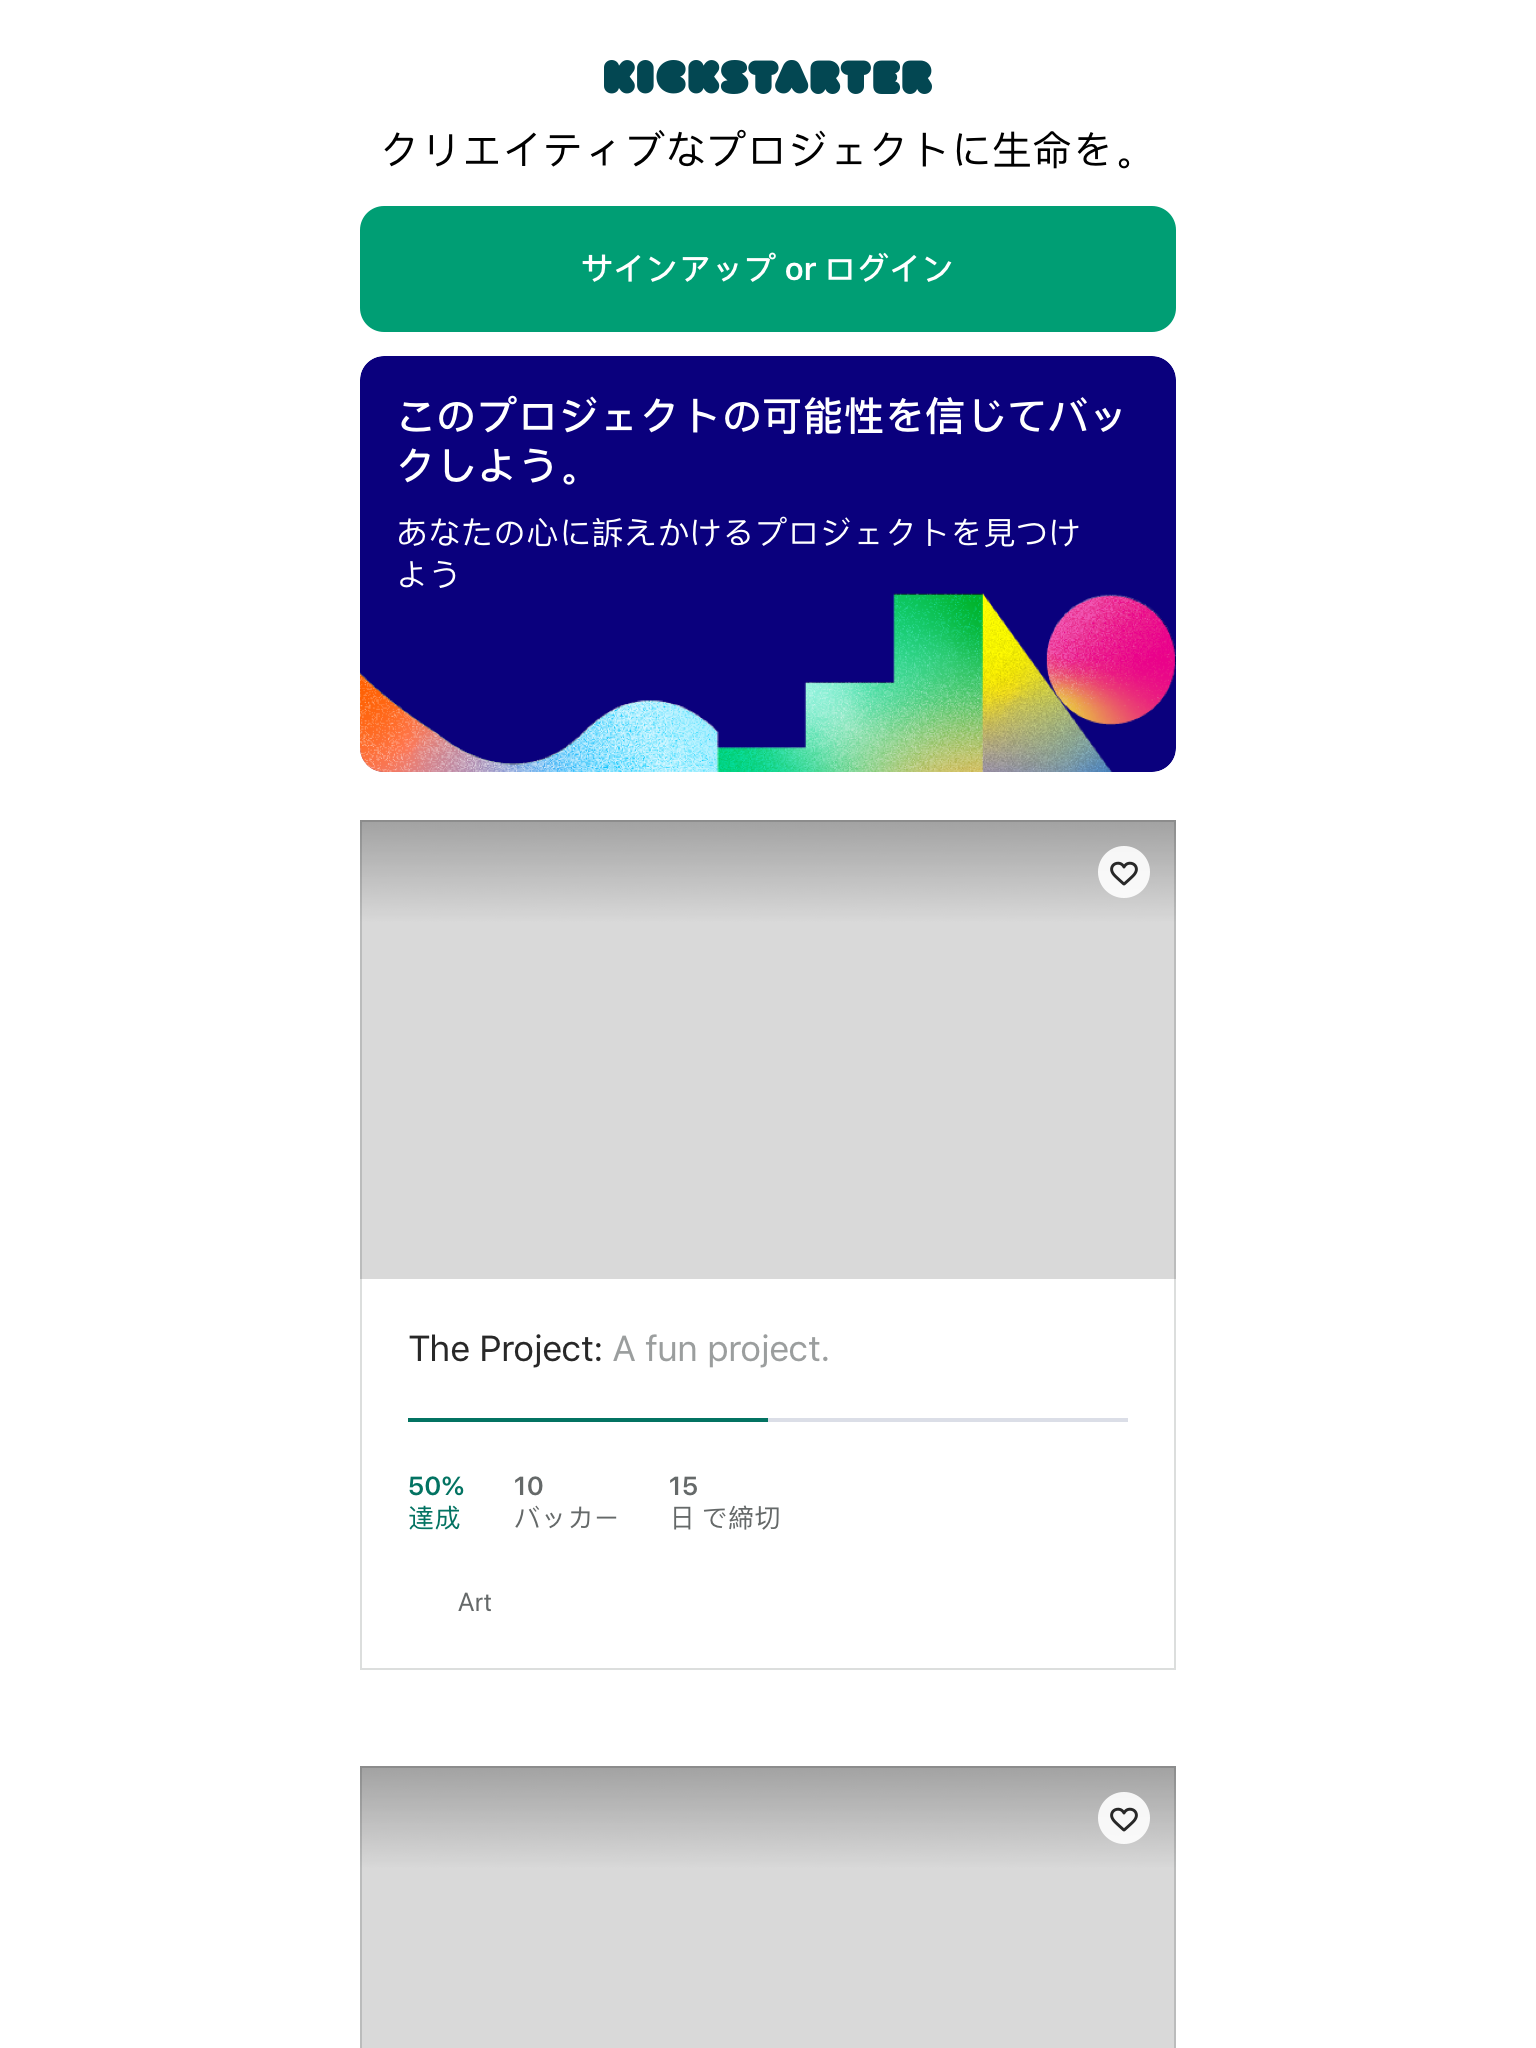 KICKSTARTER
クリエイティブなプロジェクトに生命を。
サインアップ or ログイン
このプロジェクトの可能性を信じてバッ
クしよう。
あなたの心に訴えかけるプロジェクトを見つけ
よう
The Project: A fun project.
50%
達成
10
バッカー
15
日 で締切
Art